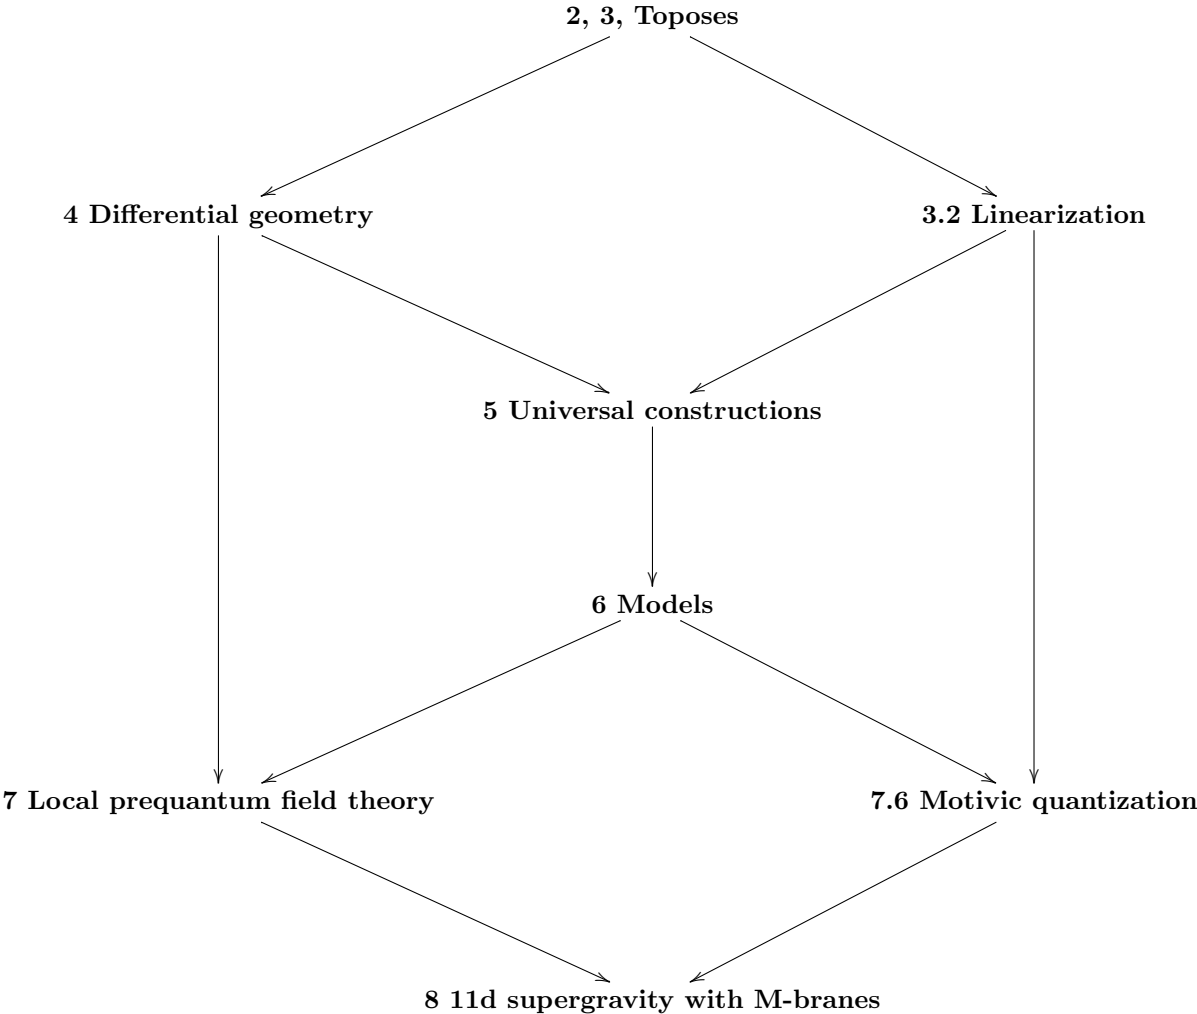 2, 3, Toposes
4 Differential geometry
3.2 Linearization
5 Universal constructions
6 Models
7 Local prequantum field theory
7.6 Motivic quantization
8 11d supergravity with M-branes